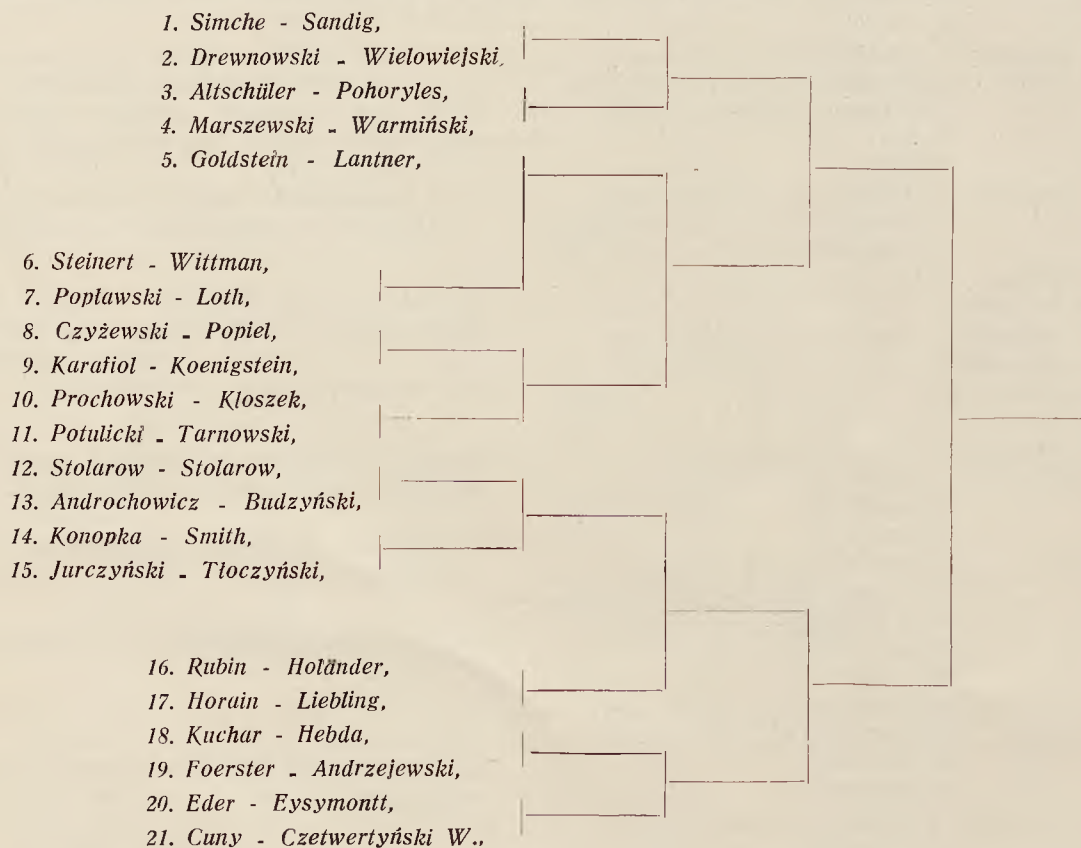 1. Simche - Sandig,
2. Drewnowski - Wielowiejski,
3. Altschüler - Pohoryles,
4. Marszewski - Warmiński,
5. Goldstein - Lantner,
6. Steinert - Wittman,
7. Popławski - Loth,
8. Czyżewski - Popiel,
9. Karafiol - Koenigstein,
10. Prochowski - Kloszek,
11. Potulicki - Tarnowski,
12. Stolarow - Stolarow,
13. Androchowicz - Budzyński,
14. Konopka - Smith,
15. Jurczyński - Tłoczyński,
16. Rubin - Holänder,
17. Horain - Liebling,
18. Kuchar - Hebda,
19. Foerster - Andrzejewski,
20. Eder - Eysymontt,
21. Cuny - Czetwertyński W.,